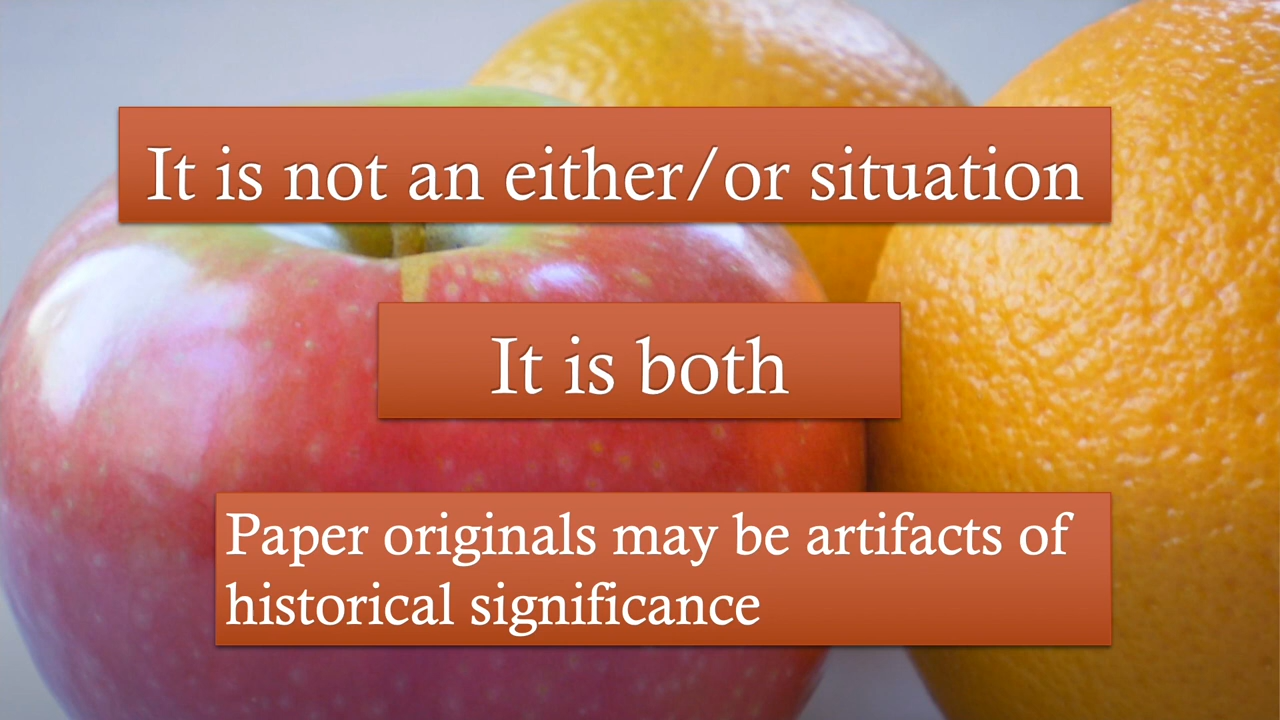 It is not an either/or situation
It is both
Paper originals may be artifacts of
historical significance